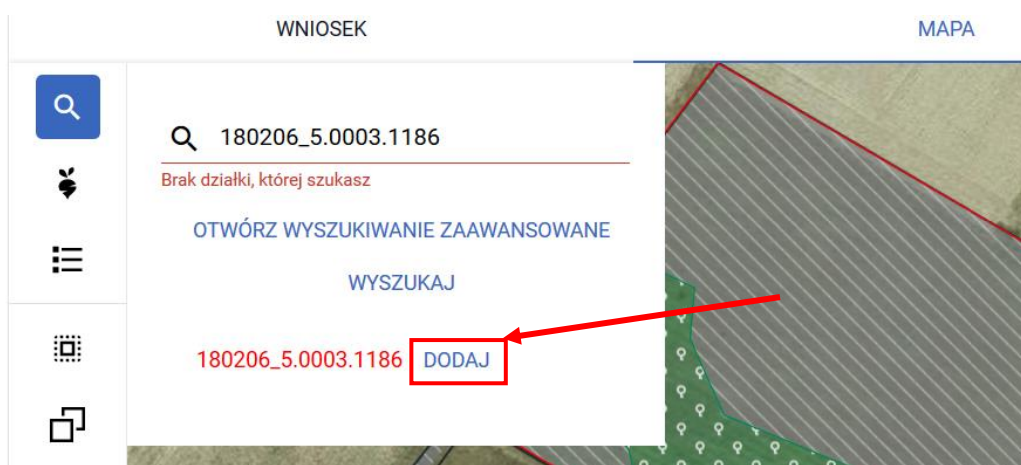 WNIOSEK MAPA
180206_5.0003.1186
Brak działki, której szukasz
OTWÓRZ WYSZUKIWANIE ZAAWANSOWANE
WYSZUKAJ
180206_5.0003.1186 DODAJ